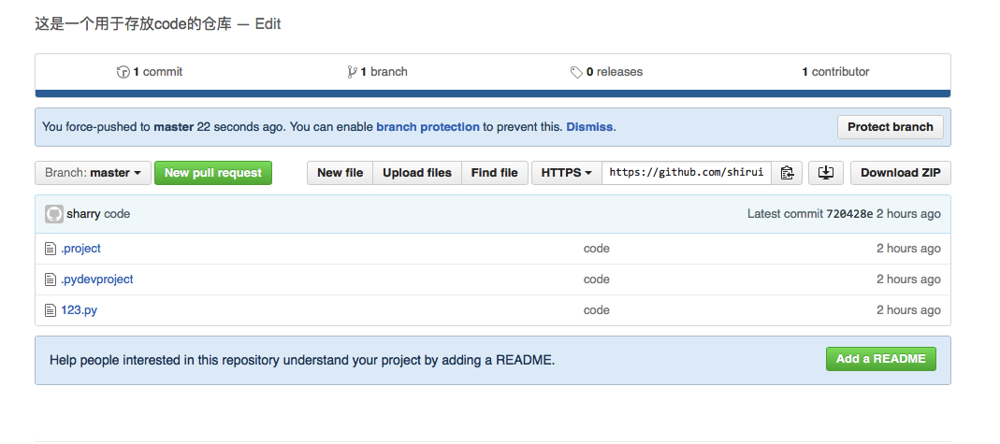 这是一个用于存放code的仓库 — Edit
1 commit 1 branch 0 releases 1 contributor
You force-pushed to master 22 seconds ago. You can enable branch protection to prevent this. Dismiss. Protect branch
Branch: master New pull request New file Upload files Find file HTTPS https://github.com/shirui Download ZIP
sharry code Latest commit 720428e 2 hours ago
.project code 2 hours ago
.pydevproject code 2 hours ago
123.py code 2 hours ago
Help people interested in this repository understand your project by adding a README. Add a README